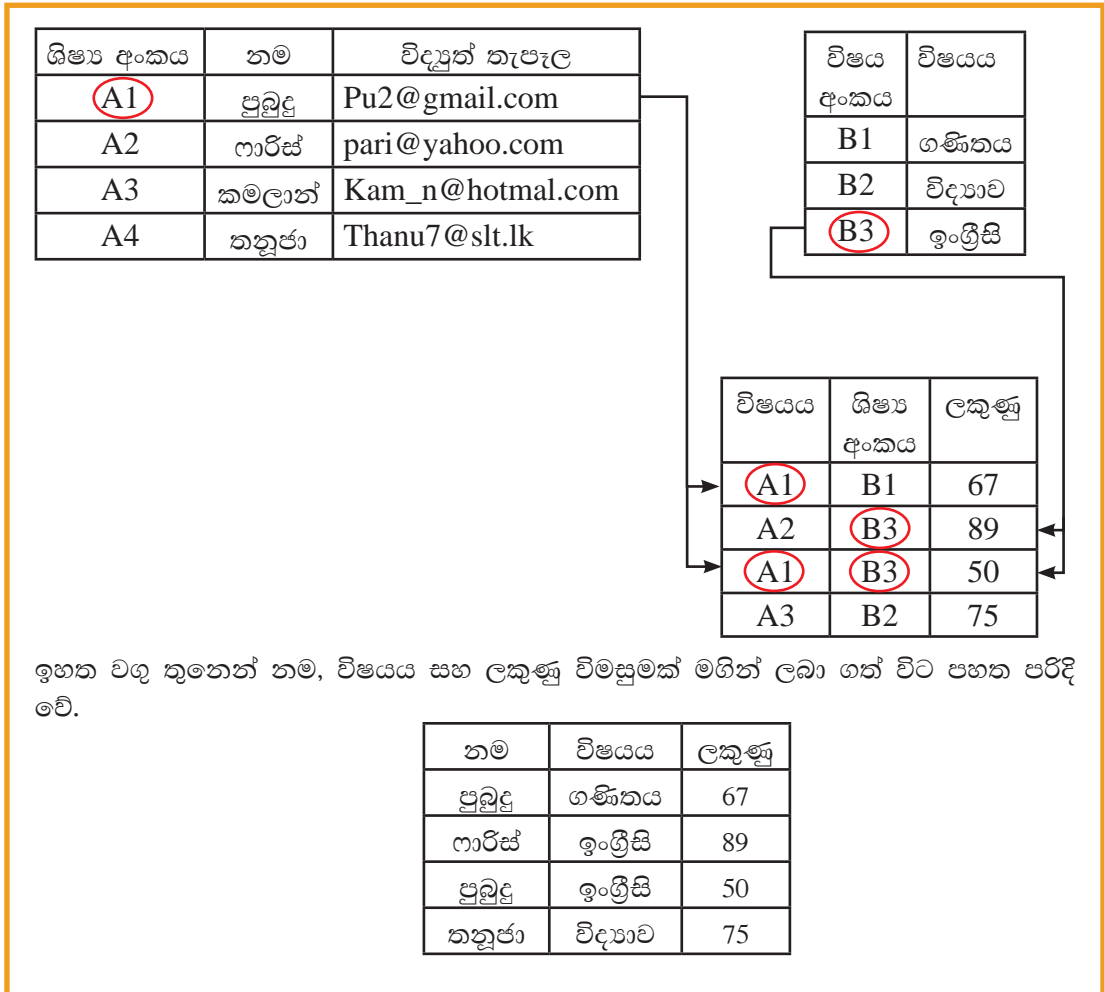 ශිෂ්‍ය අංකය නම විද්‍යුත් තැපෑල
A1 පුබුදු Pu2@gmail.com
A2 ෆාරිස් pari@yahoo.com
A3 කමලාන් Kam_n@hotmal.com
A4 තනූජා Thanu7@slt.lk
විෂය අංකය විෂයය
B1 ගණිතය
B2 විද්‍යාව
B3 ඉංග්‍රීසි
විෂයය ශිෂ්‍ය අංකය ලකුණු
A1 B1 67
A2 B3 89
A1 B3 50
A3 B2 75
ඉහත වගු තුනෙන් නම, විෂයය සහ ලකුණු විමසුමක් මගින් ලබා ගත් විට පහත පරිදි
වේ.
නම විෂයය ලකුණු
පුබුදු ගණිතය 67
ෆාරිස් ඉංග්‍රීසි 89
පුබුදු ඉංග්‍රීසි 50
තනූජා විද්‍යාව 75